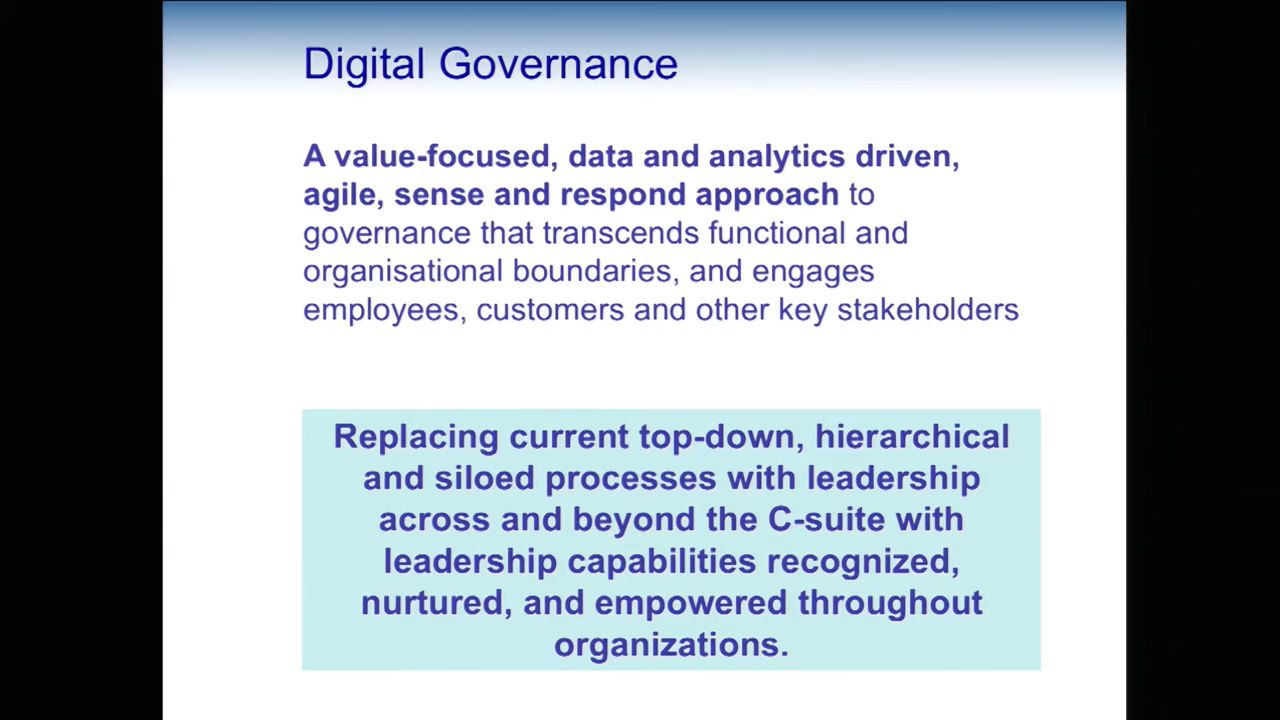 Digital Governance
A value-focused, data and analytics driven,
agile, sense and respond approach to
governance that transcends functional and
organisational boundaries, and engages
employees, customers and other key stakeholders
Replacing current top-down, hierarchical
and siloed processes with leadership
across and beyond the C-suite with
leadership capabilities recognized,
nurtured, and empowered throughout
organizations.